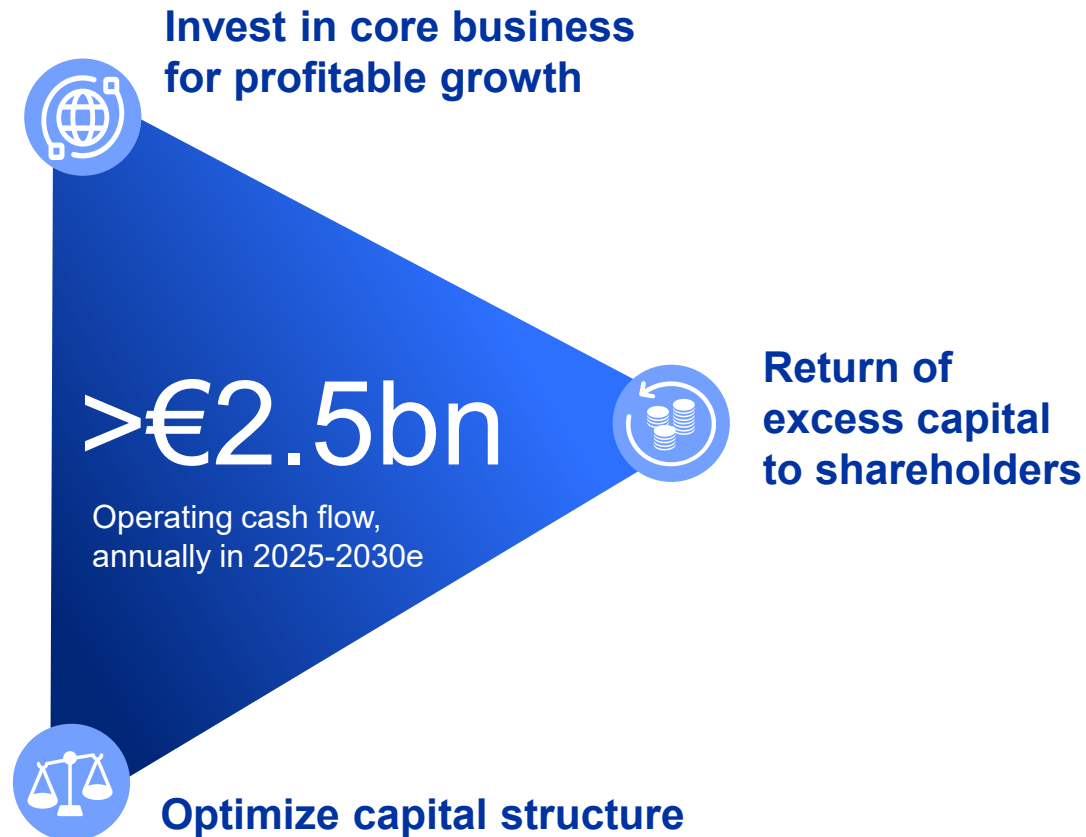 Invest in core business
for profitable growth
>€2.5bn
Operating cash flow,
annually in 2025-2030e
Return of
excess capital
to shareholders
Optimize capital structure